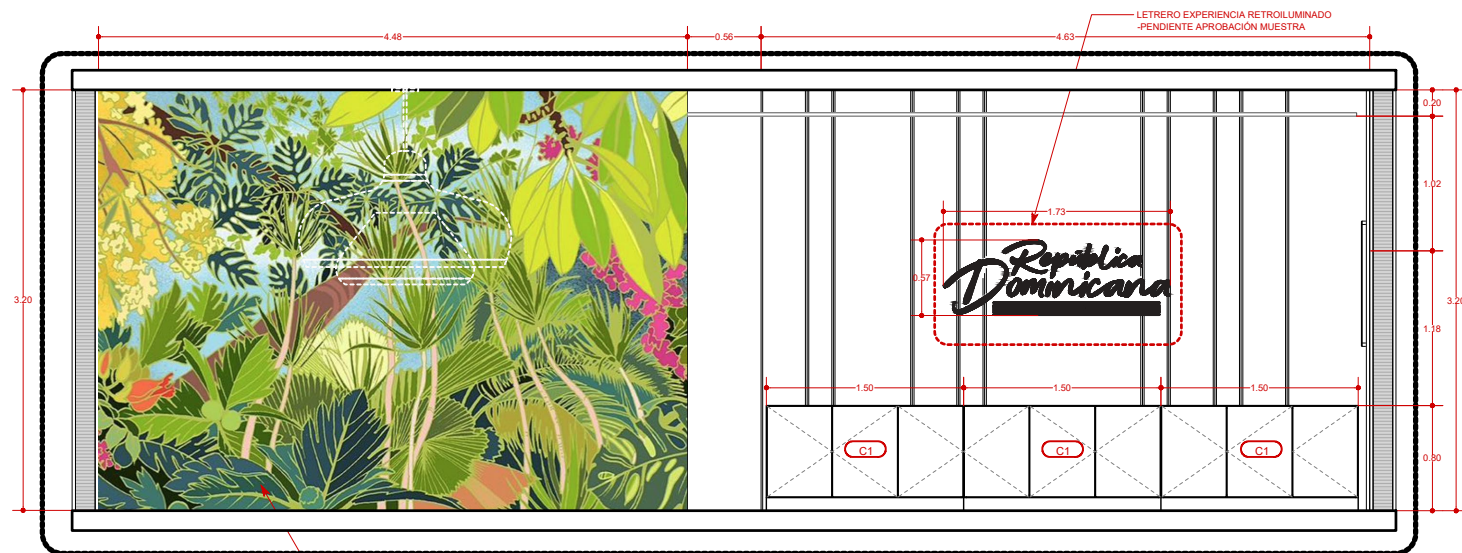 LETRERO EXPERIENCIA RETROILUMINADO
-PENDIENTE APROBACIÓN MUESTRA
4.48
0.56
4.63
0.20
1.02
1.73
República
Dominicana
0.57
3.20
3.20
1.18
1.50
1.50
1.50
C1
C1
C1
0.80